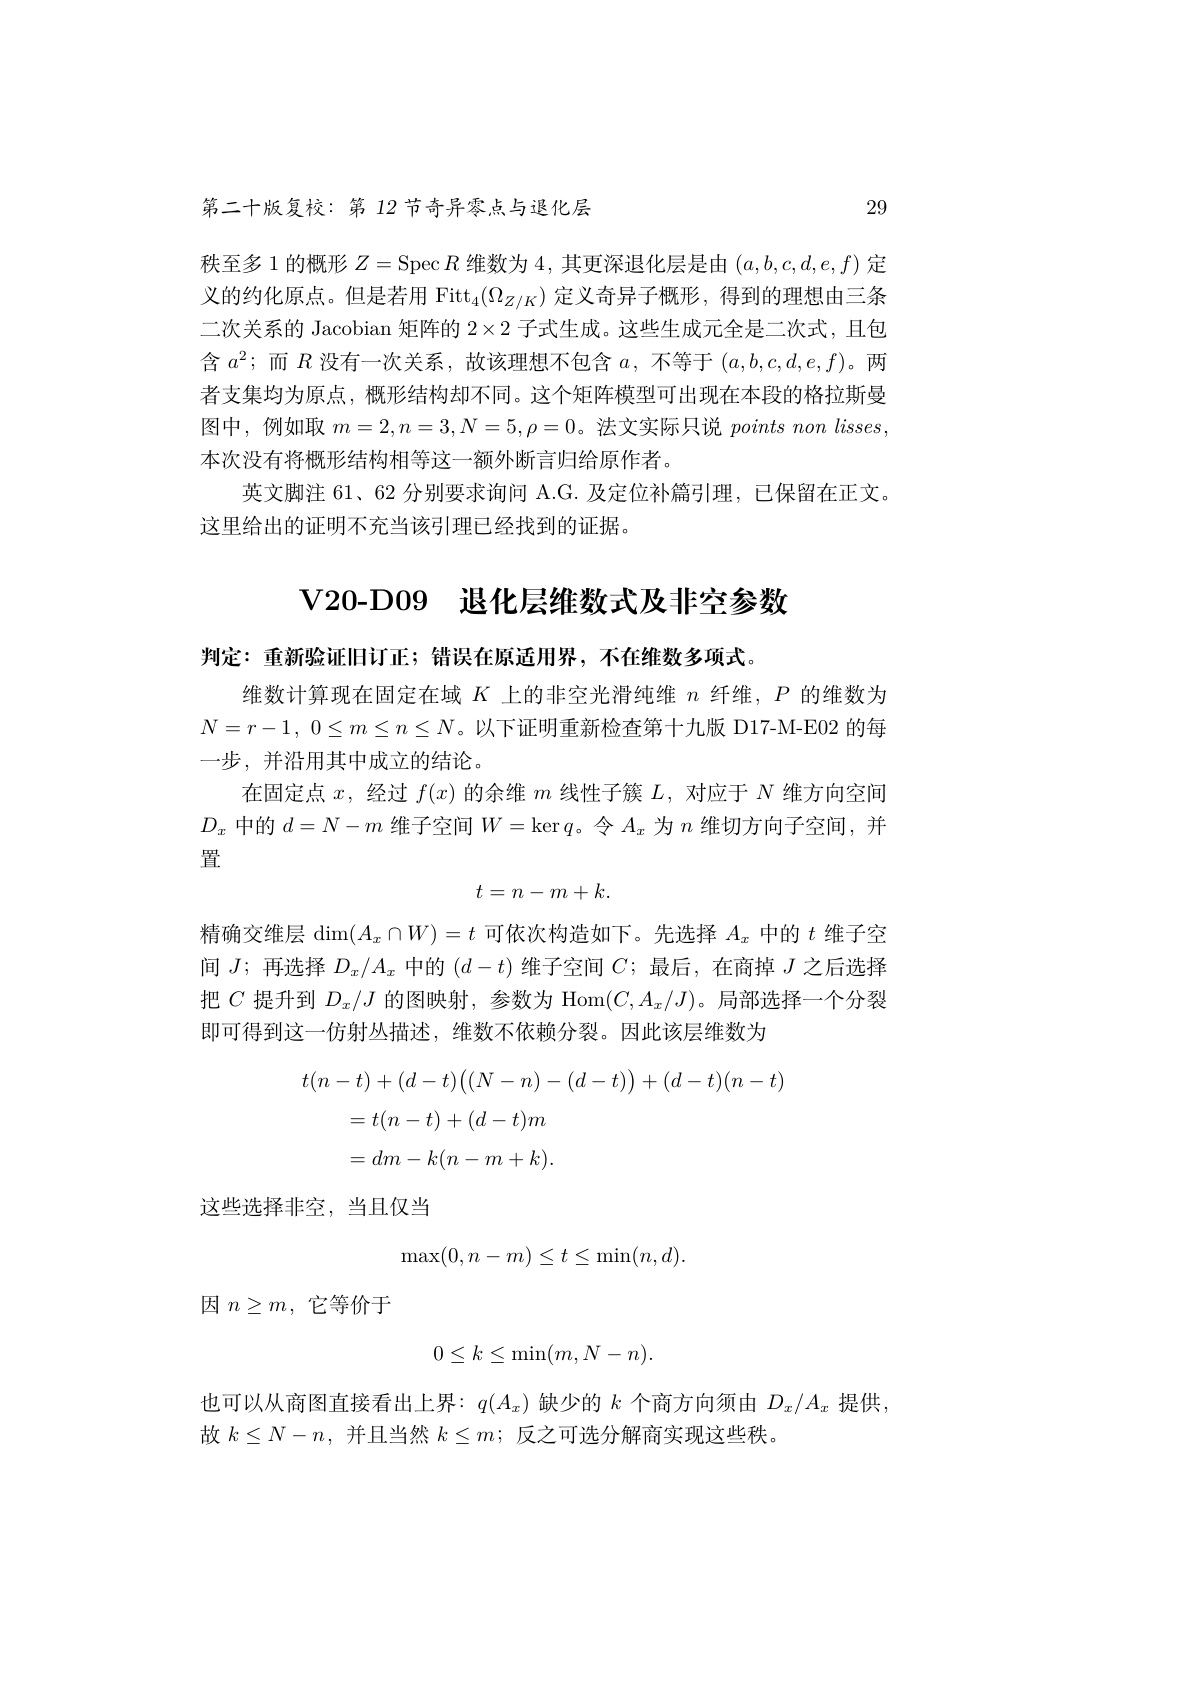 第二十版复校：第 12 节奇异零点与退化层 29
秩至多 1 的概形 Z = Spec R 维数为 4，其更深退化层是由 (a, b, c, d, e, f) 定
义的约化原点。但是若用 Fitt₄(Ω_{Z/K}) 定义奇异子概形，得到的理想由三条
二次关系的 Jacobian 矩阵的 2 × 2 子式生成。这些生成元全是二次式，且包
含 a²；而 R 没有一次关系，故该理想不包含 a，不等于 (a, b, c, d, e, f)。两
者支集均为原点，概形结构却不同。这个矩阵模型可出现在本段的格拉斯曼
图中，例如取 m = 2, n = 3, N = 5, ρ = 0。法文实际只说 points non lisses，
本次没有将概形结构相等这一额外断言归给原作者。
英文脚注 61、62 分别要求询问 A.G. 及定位补篇引理，已保留在正文。
这里给出的证明不充当该引理已经找到的证据。
V20-D09 退化层维数式及非空参数
判定：重新验证旧订正；错误在原适用界，不在维数多项式。
维数计算现在固定在域 K 上的非空光滑纯维 n 纤维，P 的维数为
N = r − 1，0 ≤ m ≤ n ≤ N。以下证明重新检查第十九版 D17-M-E02 的每
一步，并沿用其中成立的结论。
在固定点 x，经过 f(x) 的余维 m 线性子簇 L，对应于 N 维方向空间
D_x 中的 d = N − m 维子空间 W = ker q。令 A_x 为 n 维切方向子空间，并
置
t = n − m + k.
精确交维层 dim(A_x ∩ W) = t 可依次构造如下。先选择 A_x 中的 t 维子空
间 J；再选择 D_x/A_x 中的 (d − t) 维子空间 C；最后，在商掉 J 之后选择
把 C 提升到 D_x/J 的图映射，参数为 Hom(C, A_x/J)。局部选择一个分裂
即可得到这一仿射丛描述，维数不依赖分裂。因此该层维数为
t(n − t) + (d − t)((N − n) − (d − t)) + (d − t)(n − t)
= t(n − t) + (d − t)m
= dm − k(n − m + k).
这些选择非空，当且仅当
max(0, n − m) ≤ t ≤ min(n, d).
因 n ≥ m，它等价于
0 ≤ k ≤ min(m, N − n).
也可以从商图直接看出上界：q(A_x) 缺少的 k 个商方向须由 D_x/A_x 提供，
故 k ≤ N − n，并且当然 k ≤ m；反之可选分解商实现这些秩。